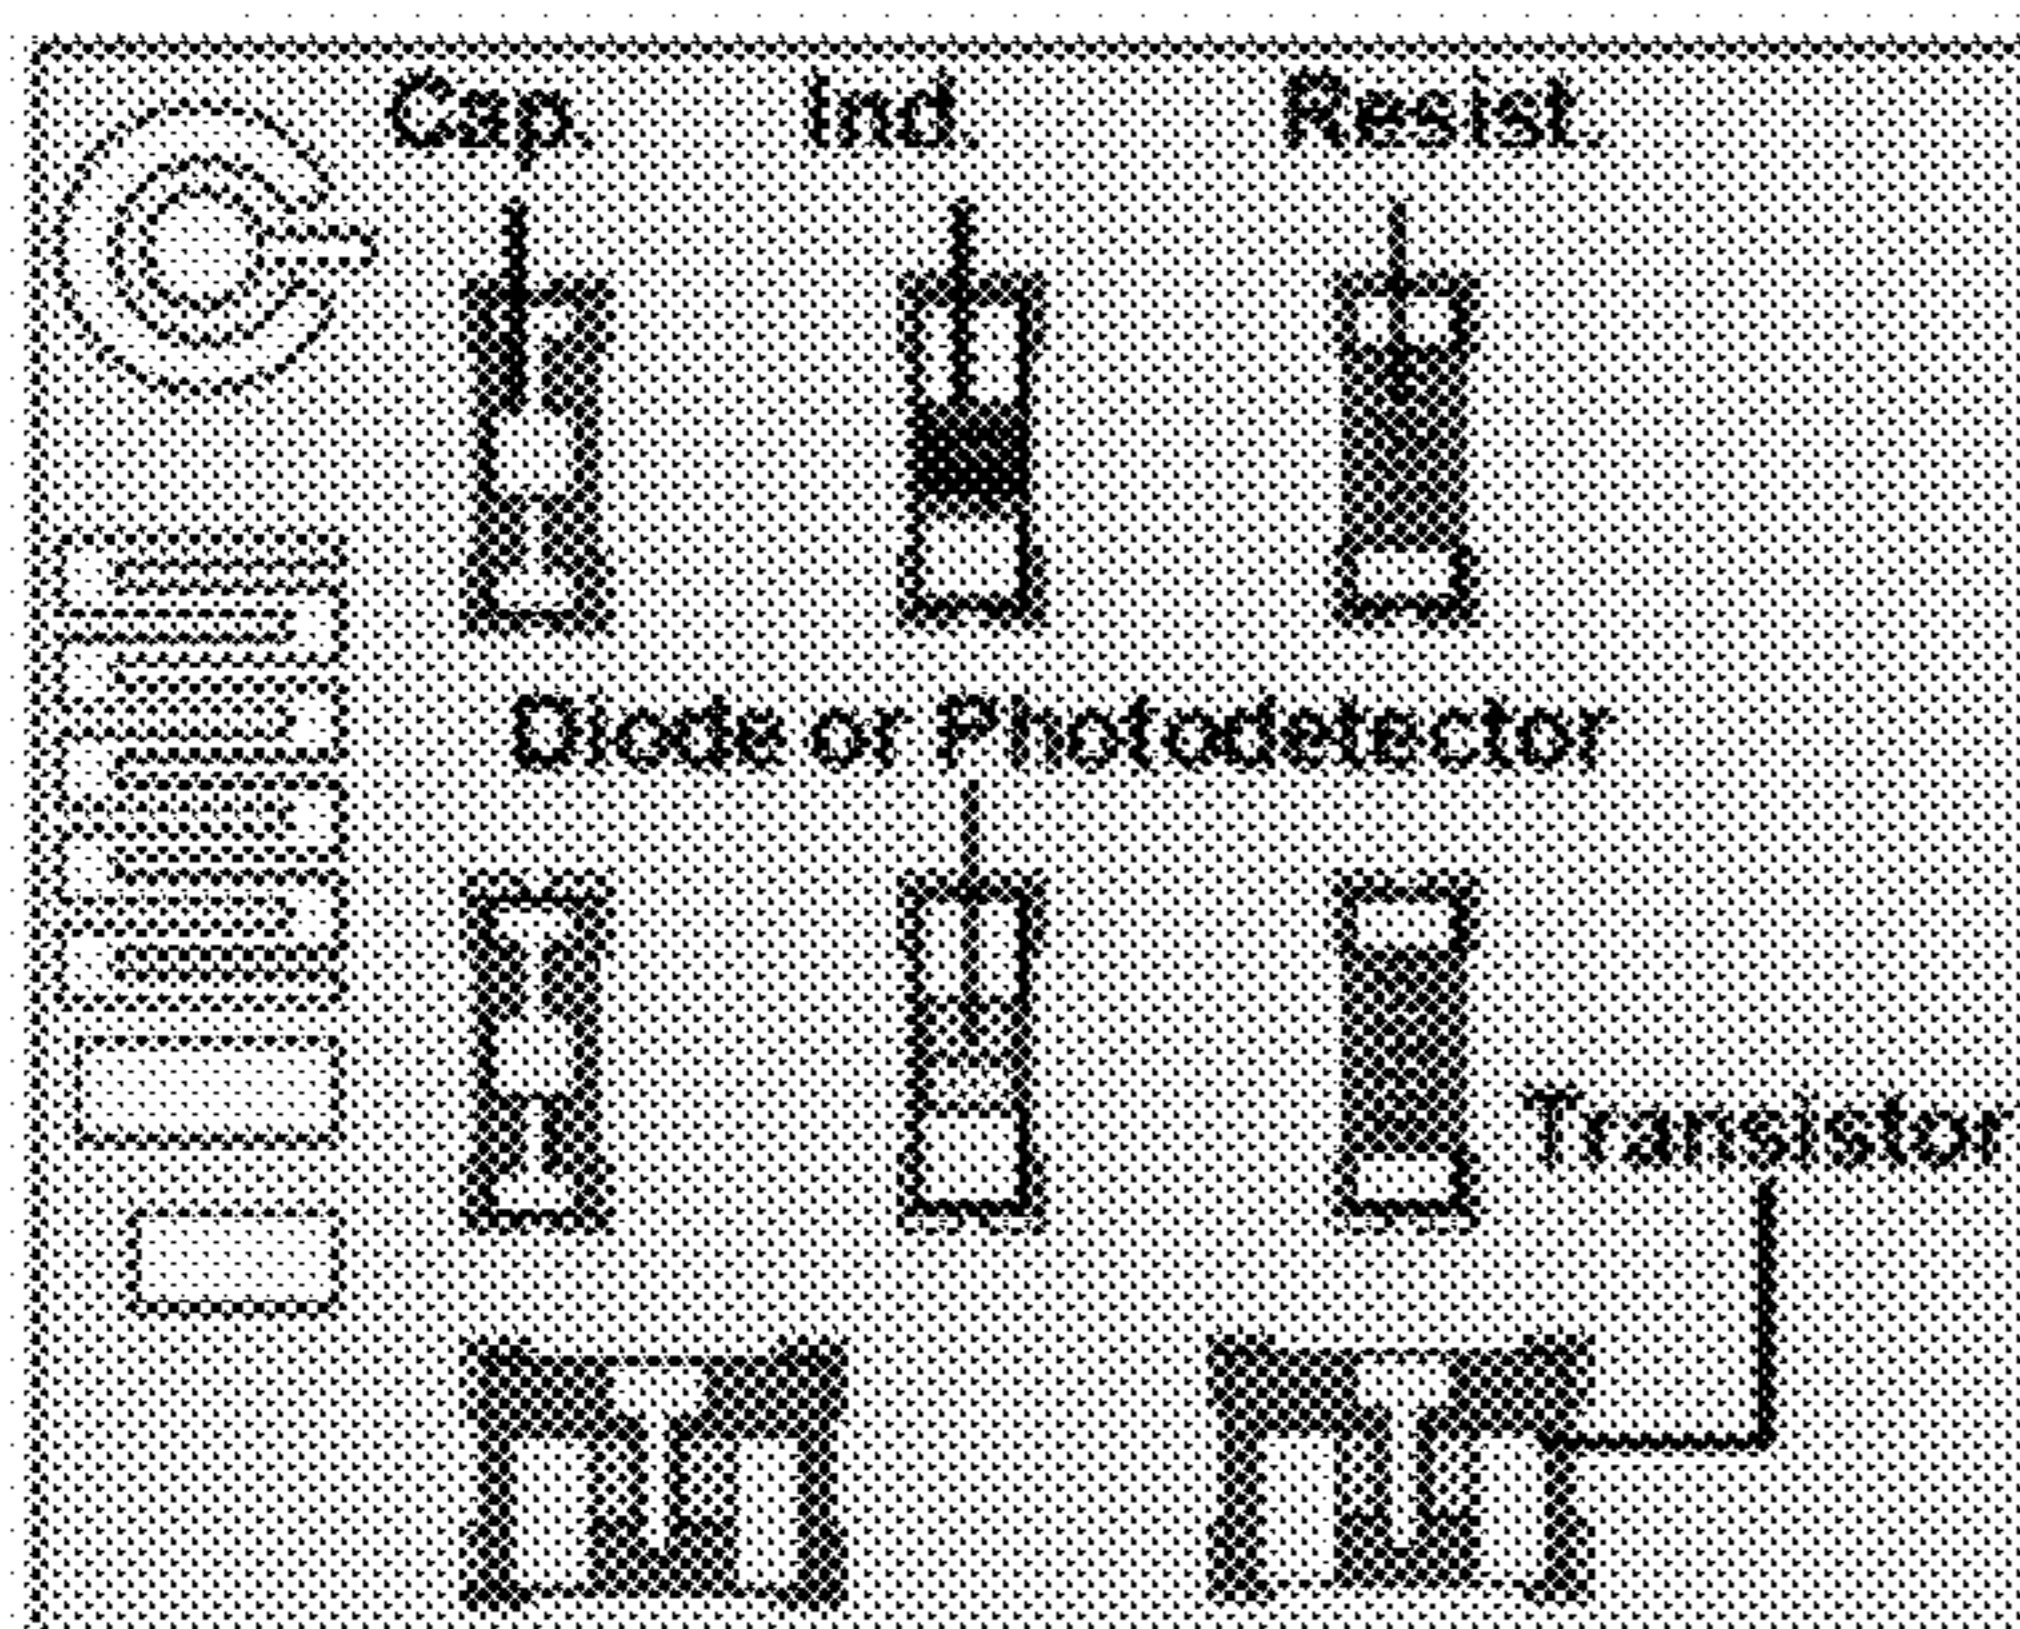 Cap. Ind. Resist.
Diode or Photodetector
Transistor